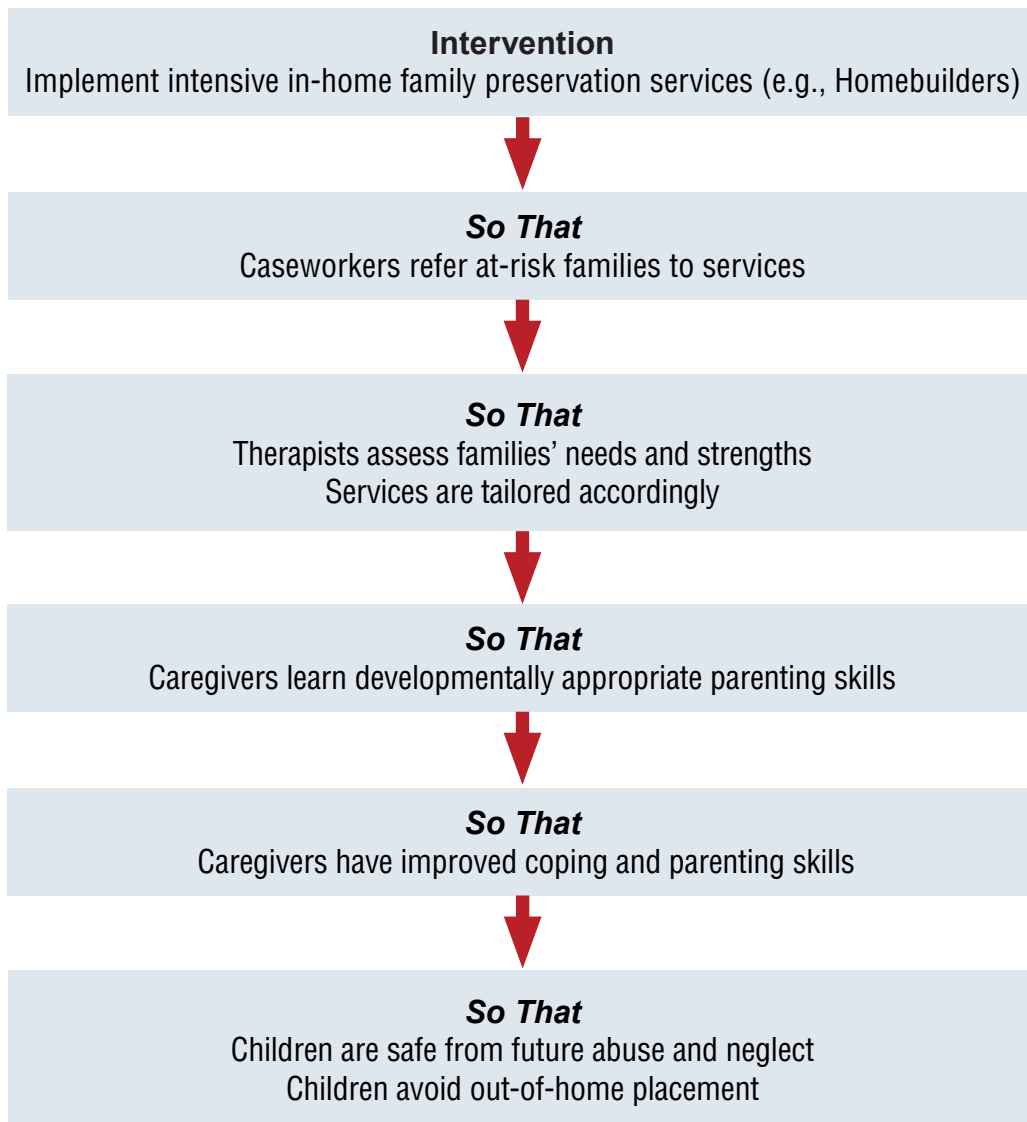 Intervention
Implement intensive in-home family preservation services (e.g., Homebuilders)
So That
Caseworkers refer at-risk families to services
So That
Therapists assess families’ needs and strengths
Services are tailored accordingly
So That
Caregivers learn developmentally appropriate parenting skills
So That
Caregivers have improved coping and parenting skills
So That
Children are safe from future abuse and neglect
Children avoid out-of-home placement